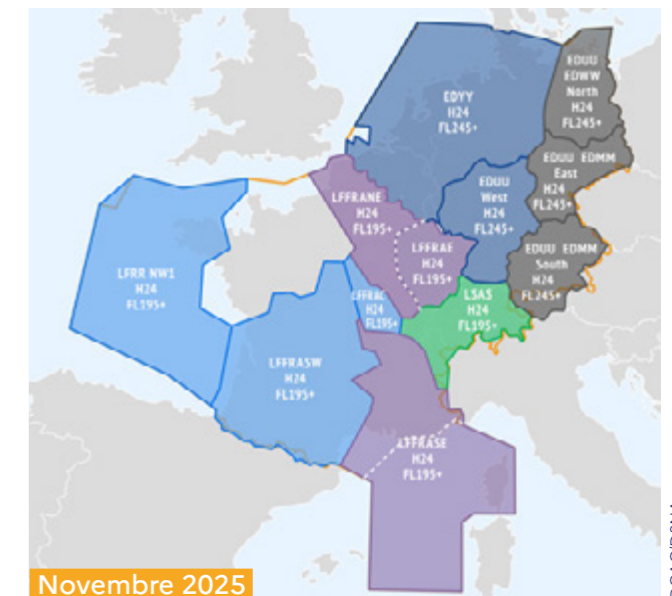 EDYY
H24
FL245+
EDUU
EDWW
North
H24
FL245+
EDUU EDMM
East
H24
FL245+
EDUU
West
H24
FL245+
EDUU EDMM
South
H24
FL245+
LFFRANE
H24
FL195+
LFFRAE
H24
FL195+
LSAS
H24
FL195+
LFRR NW1
H24
FL195+
H24
FL195+
LFFRASW
H24
FL195+
LFFRASE
H24
FL195+
Novembre 2025